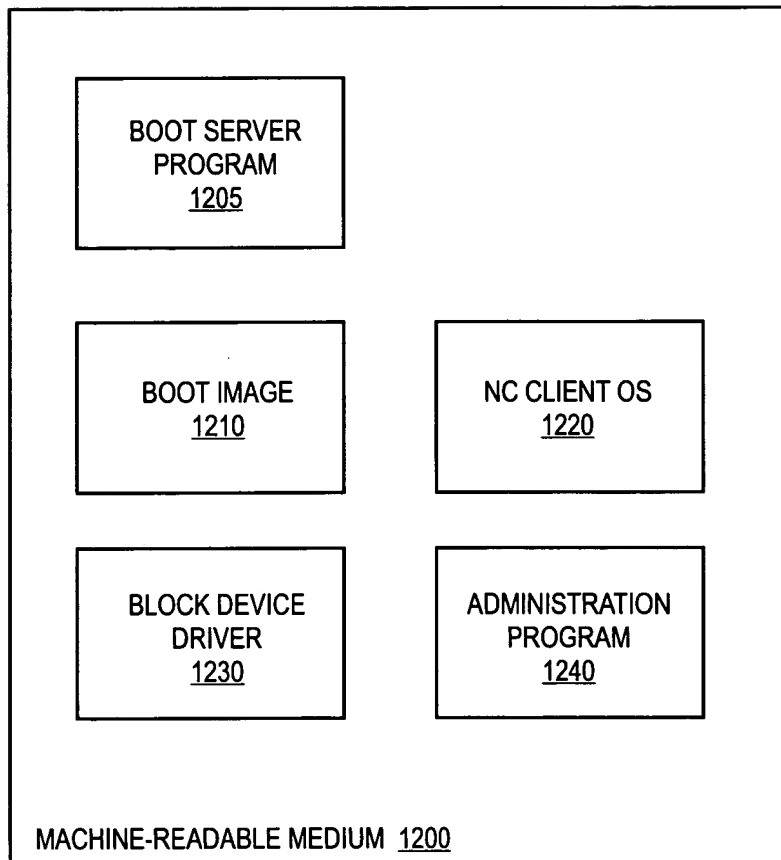 BOOT SERVER
PROGRAM
1205
BOOT IMAGE
1210
NC CLIENT OS
1220
BLOCK DEVICE
DRIVER
1230
ADMINISTRATION
PROGRAM
1240
MACHINE-READABLE MEDIUM 1200